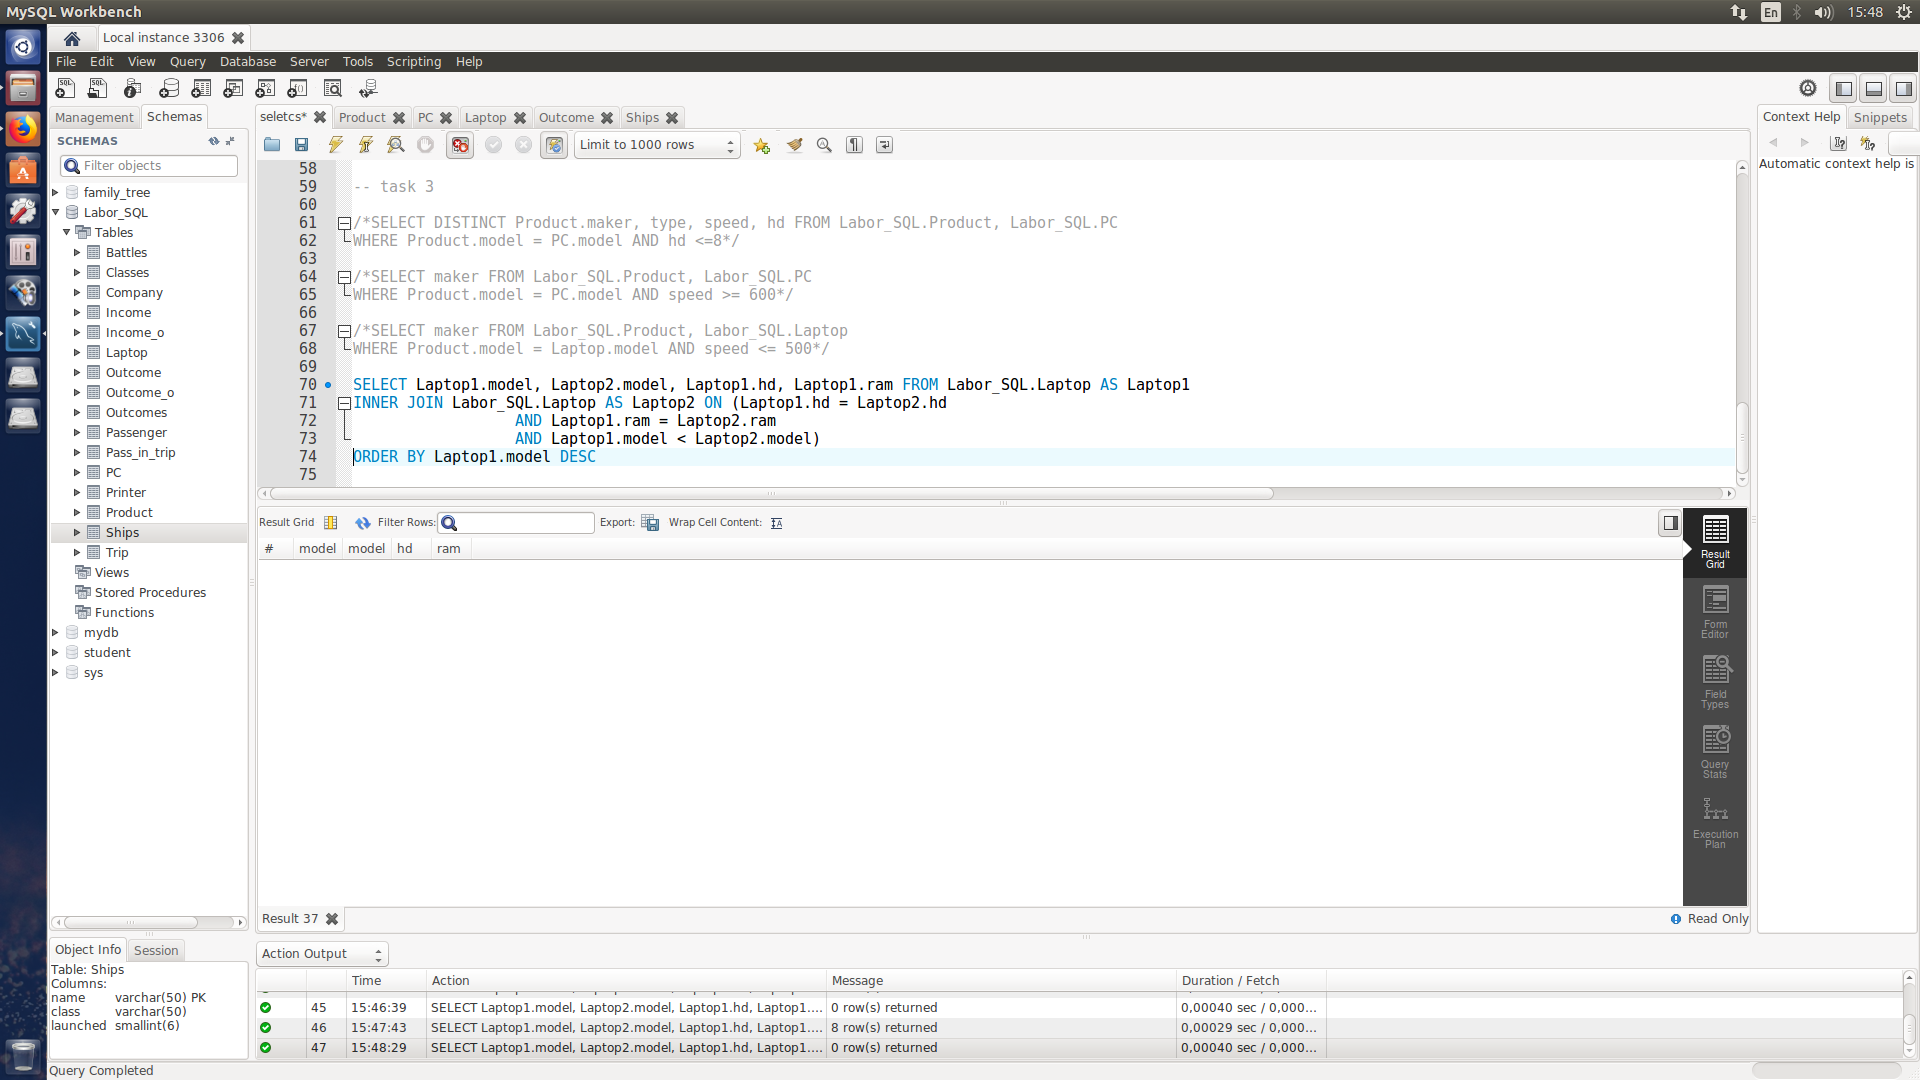 MySQL Workbench
En
15:48
Local instance 3306
File Edit View Query Database Server Tools Scripting Help
Management Schemas
SCHEMAS
Filter objects
family_tree
Labor_SQL
Tables
Battles
Classes
Company
Income
Income_o
Laptop
Outcome
Outcome_o
Outcomes
Passenger
Pass_in_trip
PC
Printer
Product
Ships
Trip
Views
Stored Procedures
Functions
mydb
student
sys
Object Info Session
Table: Ships
Columns:
name varchar(50) PK
class varchar(50)
launched smallint(6)
Query Completed
seletcs* Product PC Laptop Outcome Ships
Limit to 1000 rows
58
59 -- task 3
60
61 /*SELECT DISTINCT Product.maker, type, speed, hd FROM Labor_SQL.Product, Labor_SQL.PC
62 WHERE Product.model = PC.model AND hd <=8*/
63
64 /*SELECT maker FROM Labor_SQL.Product, Labor_SQL.PC
65 WHERE Product.model = PC.model AND speed >= 600*/
66
67 /*SELECT maker FROM Labor_SQL.Product, Labor_SQL.Laptop
68 WHERE Product.model = Laptop.model AND speed <= 500*/
69
70 SELECT Laptop1.model, Laptop2.model, Laptop1.hd, Laptop1.ram FROM Labor_SQL.Laptop AS Laptop1
71 INNER JOIN Labor_SQL.Laptop AS Laptop2 ON (Laptop1.hd = Laptop2.hd
72 AND Laptop1.ram = Laptop2.ram
73 AND Laptop1.model < Laptop2.model)
74 ORDER BY Laptop1.model DESC
75
Result Grid Filter Rows: Export: Wrap Cell Content:
# model model hd ram
Result Grid
Form Editor
Field Types
Query Stats
Execution Plan
Result 37
Read Only
Action Output
Time Action Message Duration / Fetch
45 15:46:39 SELECT Laptop1.model, Laptop2.model, Laptop1.hd, Laptop1.... 0 row(s) returned 0,00040 sec / 0,000...
46 15:47:43 SELECT Laptop1.model, Laptop2.model, Laptop1.hd, Laptop1.... 8 row(s) returned 0,00029 sec / 0,000...
47 15:48:29 SELECT Laptop1.model, Laptop2.model, Laptop1.hd, Laptop1.... 0 row(s) returned 0,00040 sec / 0,000...
Context Help Snippets
Automatic context help is